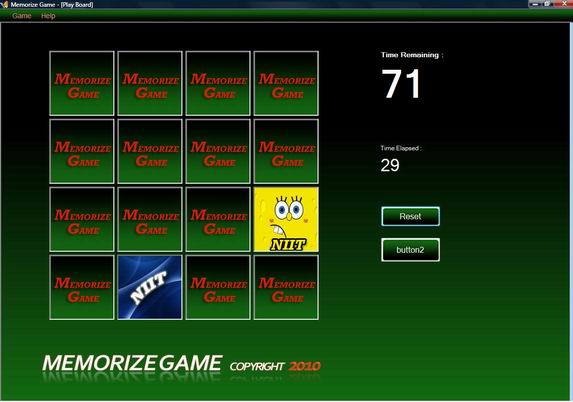 Memorize Game - [Play Board]
Game Help
Time Remaining :
71
MEMORIZE GAME
MEMORIZE GAME
MEMORIZE GAME
MEMORIZE GAME
Time Elapsed :
29
MEMORIZE GAME
MEMORIZE GAME
MEMORIZE GAME
MEMORIZE GAME
MEMORIZE GAME
MEMORIZE GAME
MEMORIZE GAME
NIIT
Reset
button2
MEMORIZE GAME
NIIT
MEMORIZE GAME
MEMORIZE GAME
MEMORIZE GAME COPYRIGHT 2010